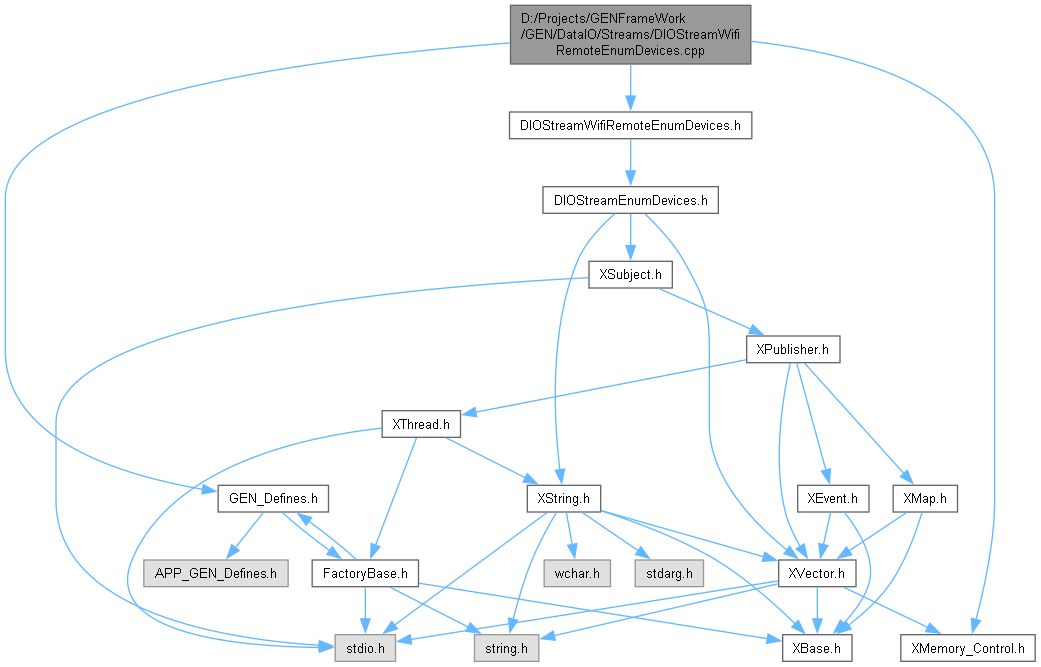 D:/Projects/GENFrameWork
/GEN/DataIO/Streams/DIOStreamWifi
RemoteEnumDevices.cpp
DIOStreamWifiRemoteEnumDevices.h
DIOStreamEnumDevices.h
XSubject.h
XPublisher.h
XThread.h
GEN_Defines.h
XString.h
XEvent.h
XMap.h
APP_GEN_Defines.h
FactoryBase.h
wchar.h
stdarg.h
XVector.h
stdio.h
string.h
XBase.h
XMemory_Control.h